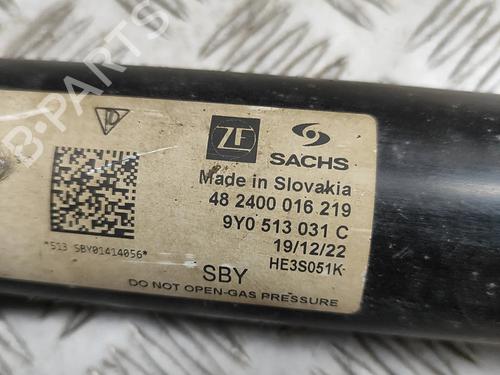 B-PARTS
ZF
SACHS
Made in Slovakia
48 2400 016 219
9Y0 513 031 C
19/12/22
HE3S051K
*513 SBY01414056*
SBY
DO NOT OPEN-GAS PRESSURE